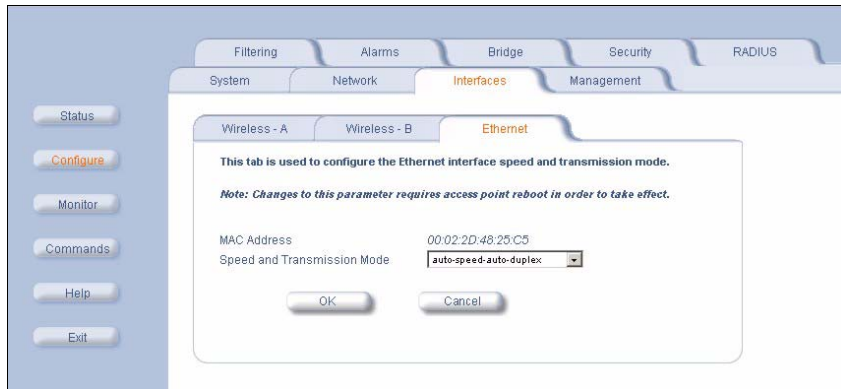 Filtering Alarms Bridge Security RADIUS
System Network Interfaces Management
Status
Configure
Monitor
Commands
Help
Exit
Wireless - A Wireless - B Ethernet
This tab is used to configure the Ethernet interface speed and transmission mode.
Note: Changes to this parameter requires access point reboot in order to take effect.
MAC Address 00:02:2D:48:25:C5
Speed and Transmission Mode auto-speed-auto-duplex
OK Cancel